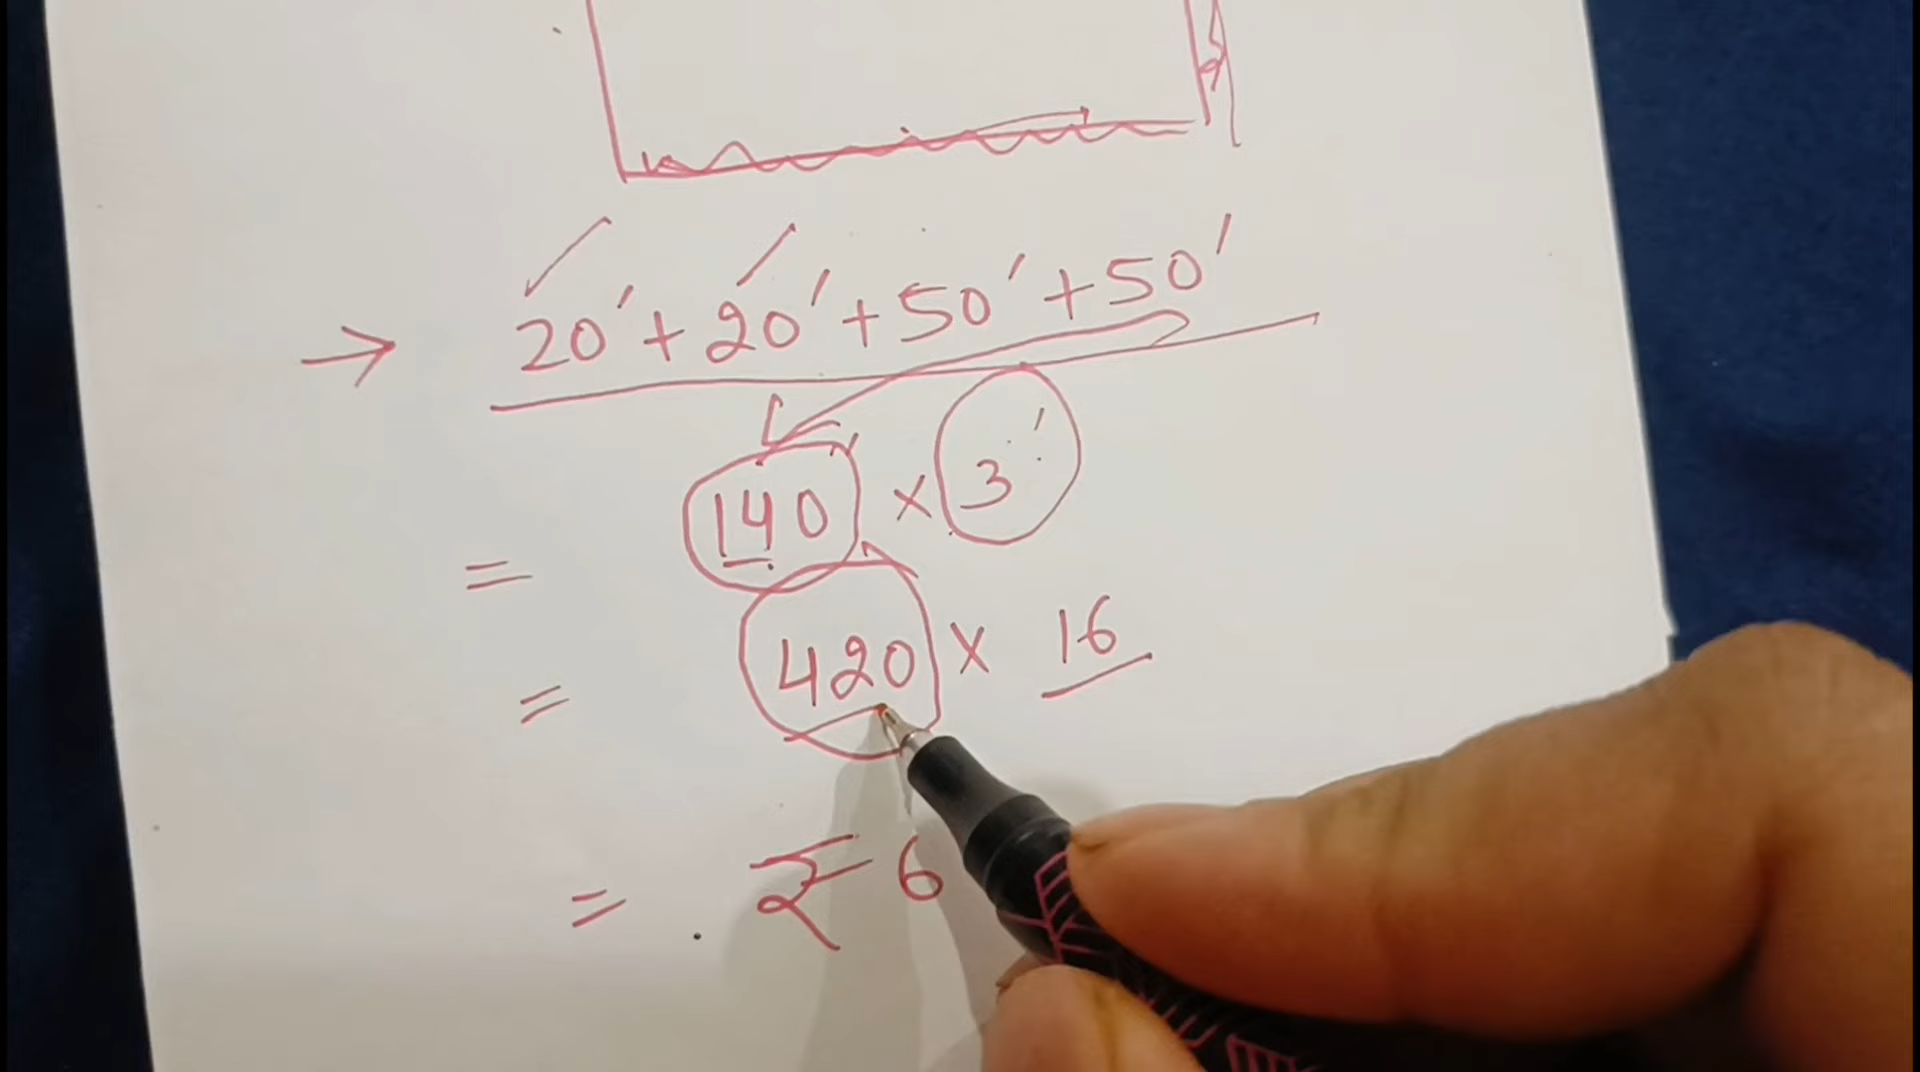 → 20' + 20' + 50' + 50'
140' × 3'
= 420 × 16
=
= ₹ 6